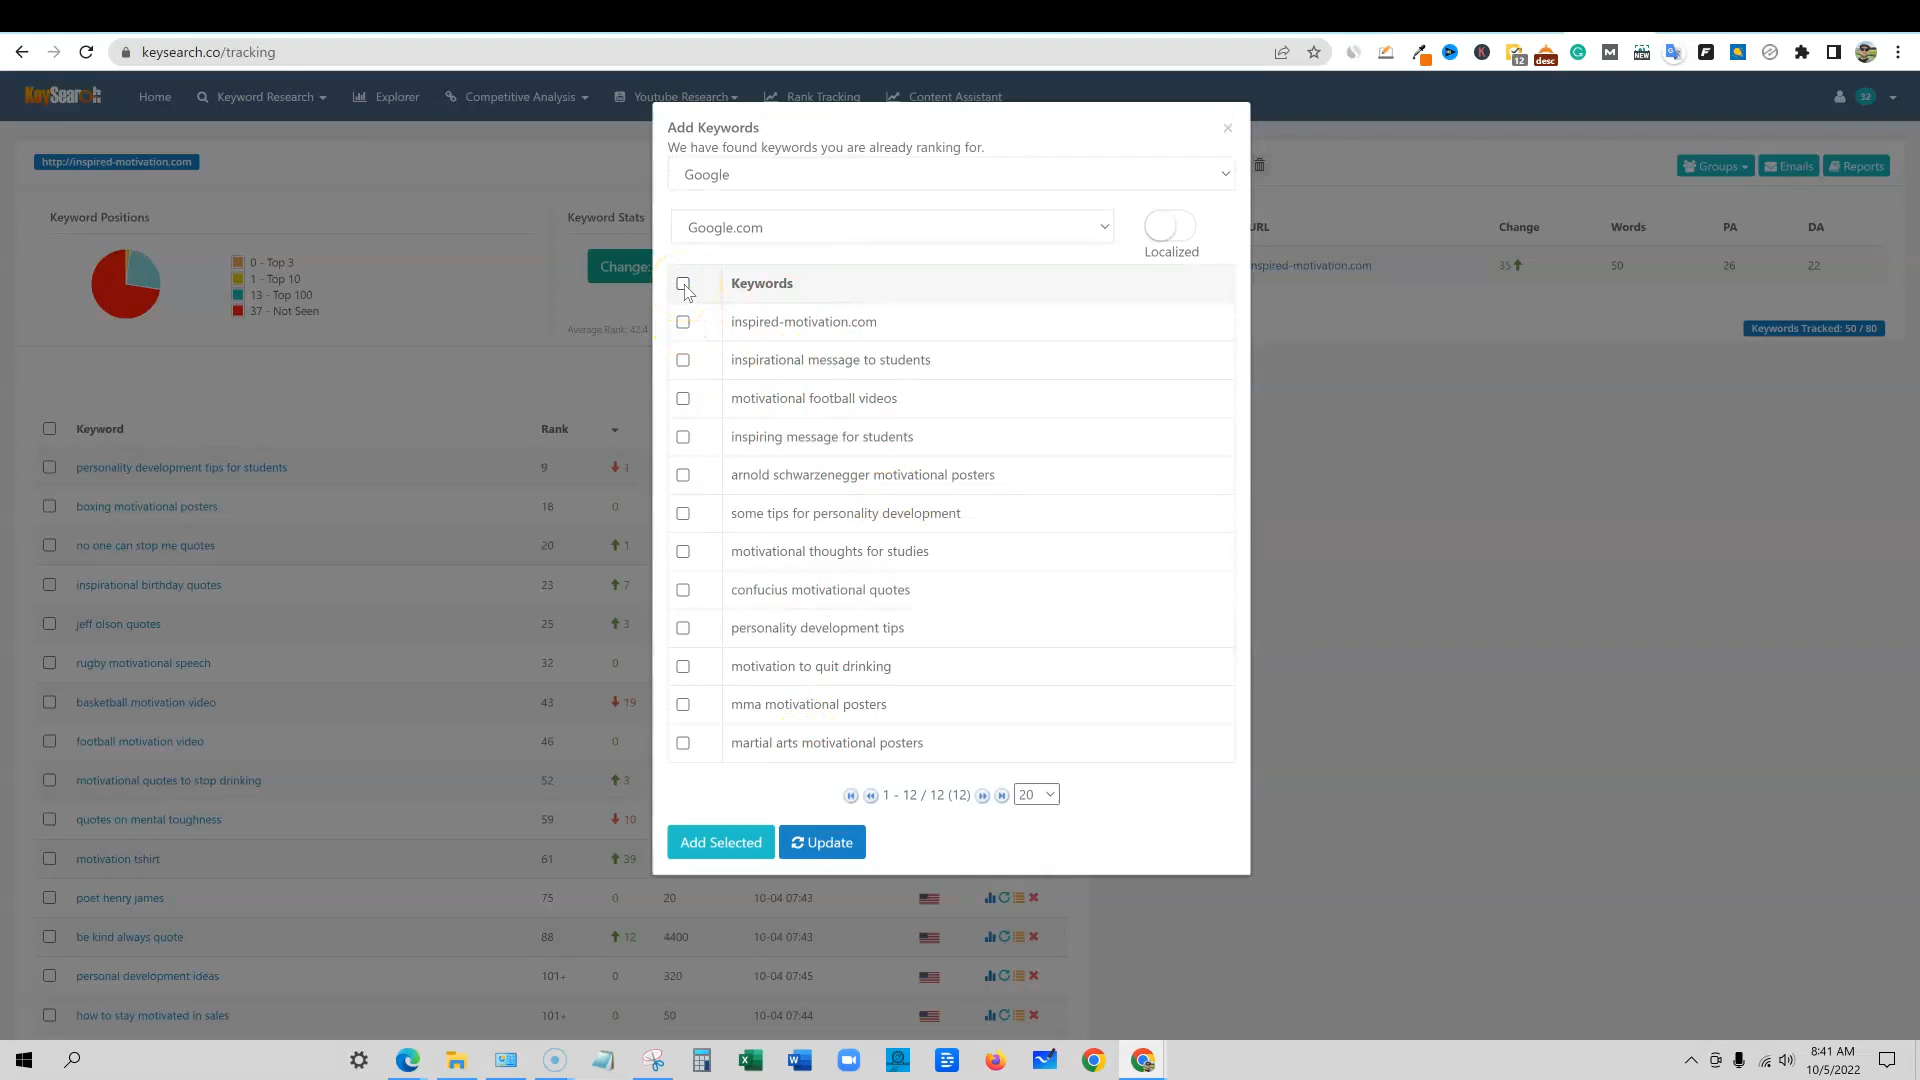 keysearch.co/tracking
12
desc
NEW
KeySearch
Home
Keyword Research
Explorer
Competitive Analysis
Youtube Research
Rank Tracking
Content Assistant
32
http://inspired-motivation.com
Groups
Emails
Reports
Keyword Positions
0 - Top 3
1 - Top 10
13 - Top 100
37 - Not Seen
Keyword Stats
Change:
Average Rank: 42.4
URL
Change
Words
PA
DA
inspired-motivation.com
35
50
26
22
Keywords Tracked: 50 / 80
Add Keywords
×
We have found keywords you are already ranking for.
Google
Google.com
Localized
Keywords
inspired-motivation.com
inspirational message to students
motivational football videos
inspiring message for students
arnold schwarzenegger motivational posters
some tips for personality development
motivational thoughts for studies
confucius motivational quotes
personality development tips
motivation to quit drinking
mma motivational posters
martial arts motivational posters
1 - 12 / 12 (12)
20
Add Selected
Update
Keyword Rank
personality development tips for students 9 1
boxing motivational posters 18 0
no one can stop me quotes 20 1
inspirational birthday quotes 23 7
jeff olson quotes 25 3
rugby motivational speech 32 0
basketball motivation video 43 19
football motivation video 46 0
motivational quotes to stop drinking 52 3
quotes on mental toughness 59 10
motivation tshirt 61 39
poet henry james 75 0 20 10-04 07:43
be kind always quote 88 12 4400 10-04 07:43
personal development ideas 101+ 0 320 10-04 07:45
how to stay motivated in sales 101+ 0 50 10-04 07:44
8:41 AM
10/5/2022